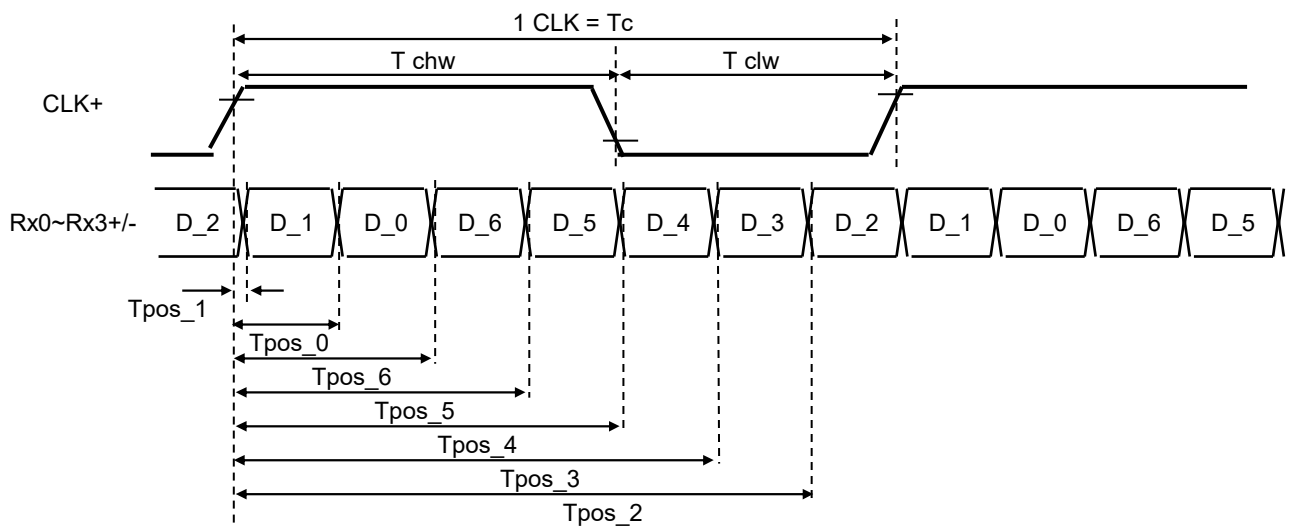 1 CLK = Tc
T chw T clw
CLK+
Rx0~Rx3+/- D_2 D_1 D_0 D_6 D_5 D_4 D_3 D_2 D_1 D_0 D_6 D_5
Tpos_1
Tpos_0
Tpos_6
Tpos_5
Tpos_4
Tpos_3
Tpos_2